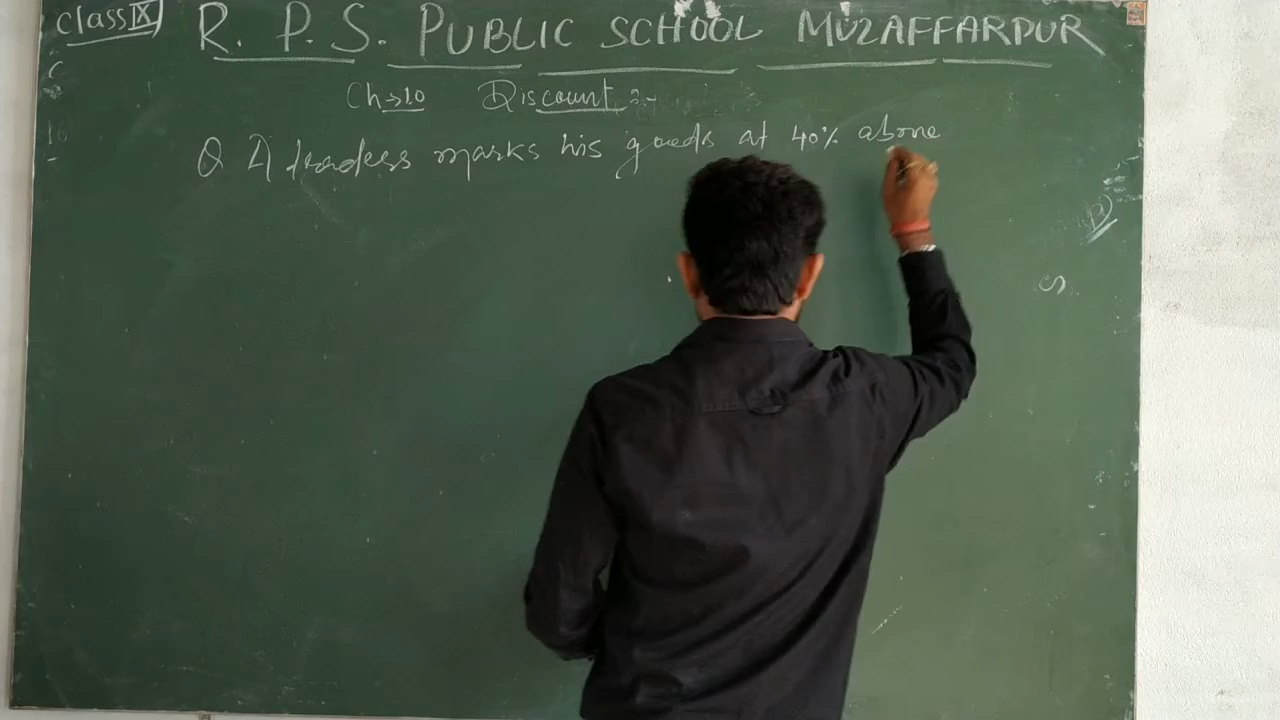 Class IX
R. P. S. PUBLIC SCHOOL MUZAFFARPUR
Ch→10 Discount :-
Q A tradess marks his goods at 40% above
S